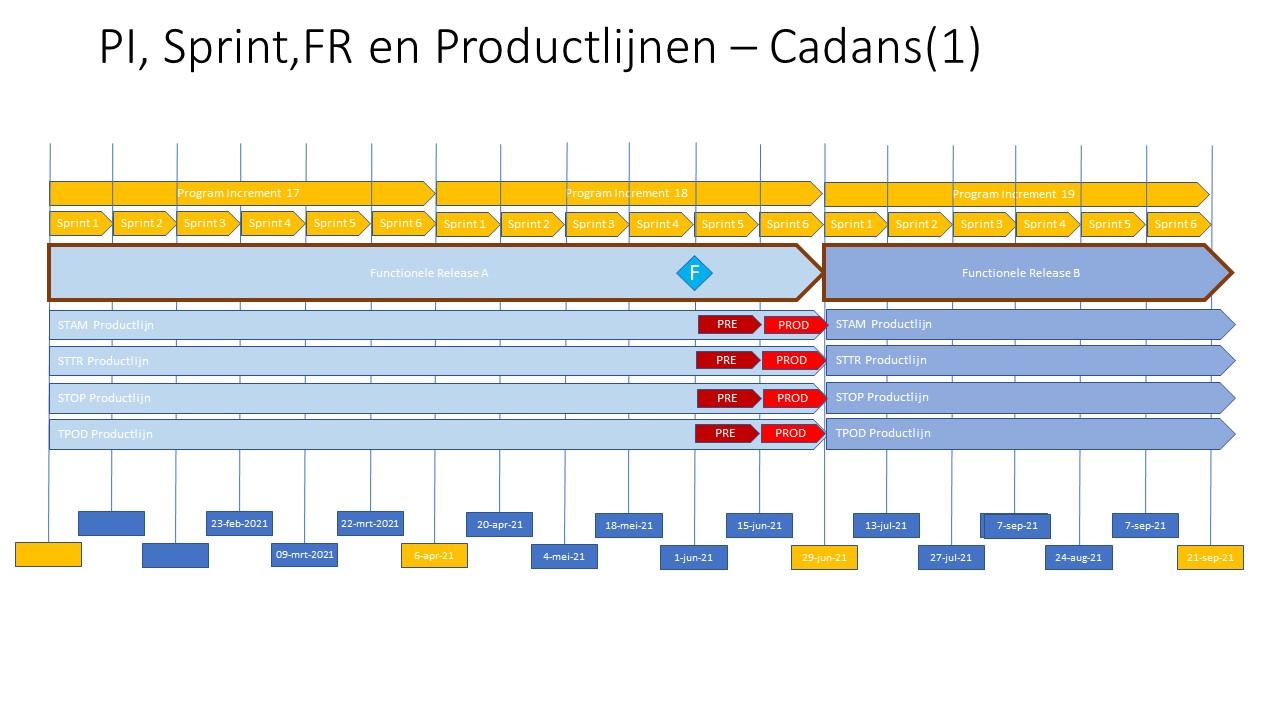 PI, Sprint,FR en Productlijnen – Cadans(1)
Program Increment 17 Program Increment 18 Program Increment 19
Sprint 1 Sprint 2 Sprint 3 Sprint 4 Sprint 5 Sprint 6 Sprint 1 Sprint 2 Sprint 3 Sprint 4 Sprint 5 Sprint 6 Sprint 1 Sprint 2 Sprint 3 Sprint 4 Sprint 5 Sprint 6
Functionele Release A F Functionele Release B
STAM Productlijn PRE PROD STAM Productlijn
STTR Productlijn PRE PROD STTR Productlijn
STOP Productlijn PRE PROD STOP Productlijn
TPOD Productlijn PRE PROD TPOD Productlijn
23-feb-2021 22-mrt-2021 20-apr-21 18-mei-21 15-jun-21 13-jul-21 7-sep-21 7-sep-21
09-mrt-2021 6-apr-21 4-mei-21 1-jun-21 29-jun-21 27-jul-21 24-aug-21 21-sep-21